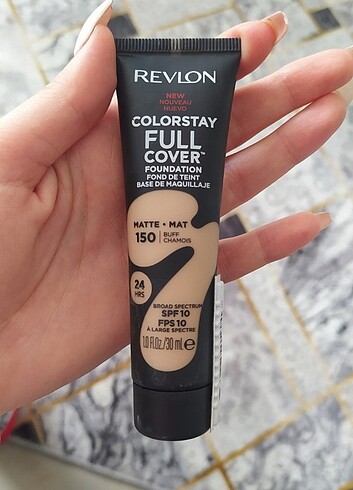 REVLON
NEW
NOUVEAU
NUEVO
COLORSTAY
FULL
COVER™
FOUNDATION
FOND DE TEINT
BASE DE MAQUILLAJE
MATTE • MAT
150 BUFF
CHAMOIS
24
HRS
BROAD SPECTRUM
SPF 10
FPS 10
À LARGE SPECTRE
1.0 Fl.Oz./30 mL e